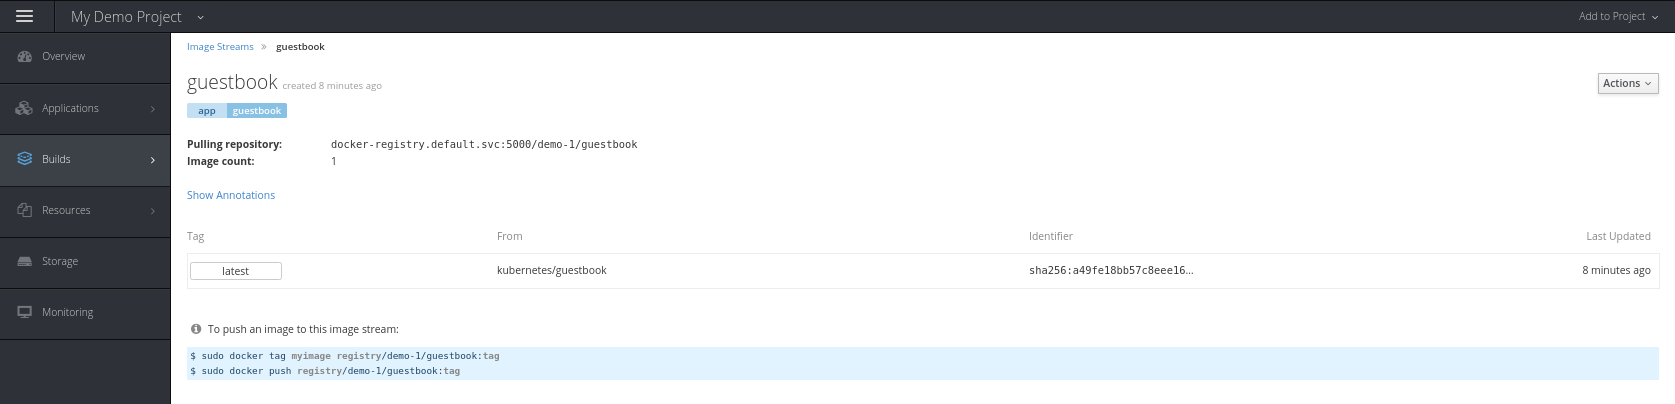 My Demo Project
Add to Project
Overview
Applications
Builds
Resources
Storage
Monitoring
Image Streams » guestbook
guestbook created 8 minutes ago
Actions
app guestbook
Pulling repository: docker-registry.default.svc:5000/demo-1/guestbook
Image count: 1
Show Annotations
Tag From Identifier Last Updated
latest kubernetes/guestbook sha256:a49fe18bb57c8eee16… 8 minutes ago
To push an image to this image stream:
$ sudo docker tag myimage registry/demo-1/guestbook:tag
$ sudo docker push registry/demo-1/guestbook:tag